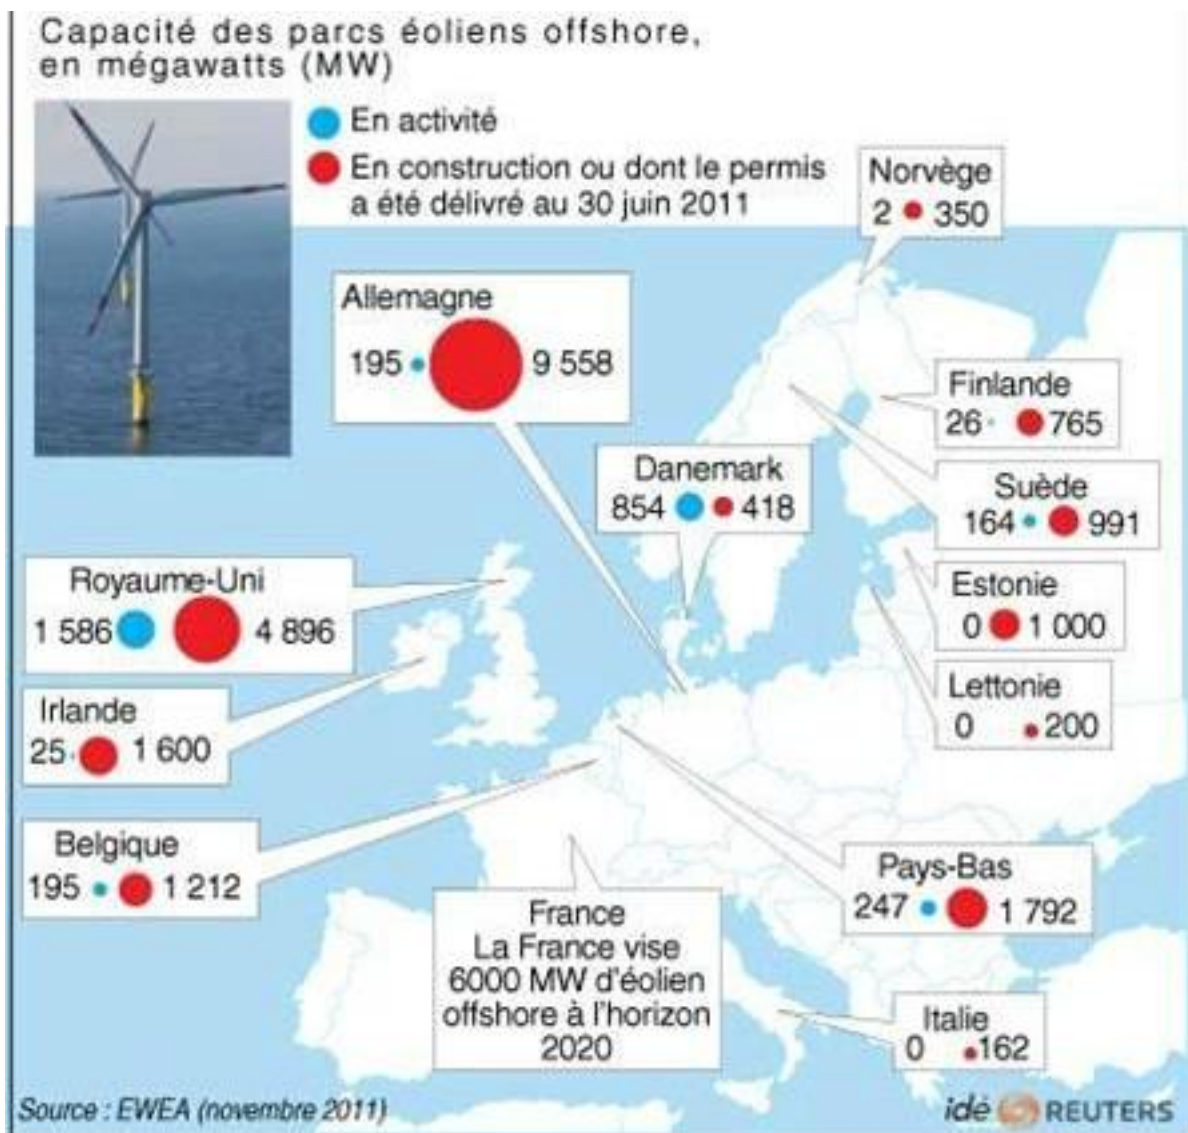 Capacité des parcs éoliens offshore,
en mégawatts (MW)
En activité
En construction ou dont le permis
a été délivré au 30 juin 2011
Norvège
2 350
Allemagne
195 9 558
Finlande
26 765
Danemark
854 418
Suède
164 991
Royaume-Uni
1 586 4 896
Estonie
0 1 000
Lettonie
0 200
Irlande
25 1 600
Belgique
195 1 212
Pays-Bas
247 1 792
France
La France vise
6000 MW d'éolien
offshore à l'horizon
2020
Italie
0 162
Source : EWEA (novembre 2011)
idé REUTERS